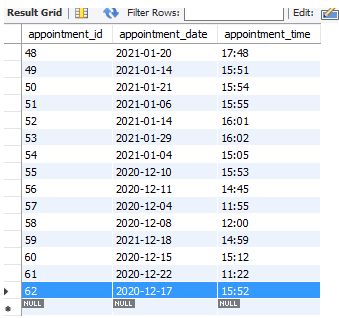 Result Grid Filter Rows: Edit:
appointment_id appointment_date appointment_time
48 2021-01-20 17:48
49 2021-01-14 15:51
50 2021-01-21 15:54
51 2021-01-06 15:55
52 2021-01-14 16:01
53 2021-01-29 16:02
54 2021-01-04 15:05
55 2020-12-10 15:53
56 2020-12-11 14:45
57 2020-12-04 11:55
58 2020-12-08 12:00
59 2021-12-18 14:59
60 2020-12-15 15:12
61 2020-12-22 11:22
62 2020-12-17 15:52
NULL NULL NULL